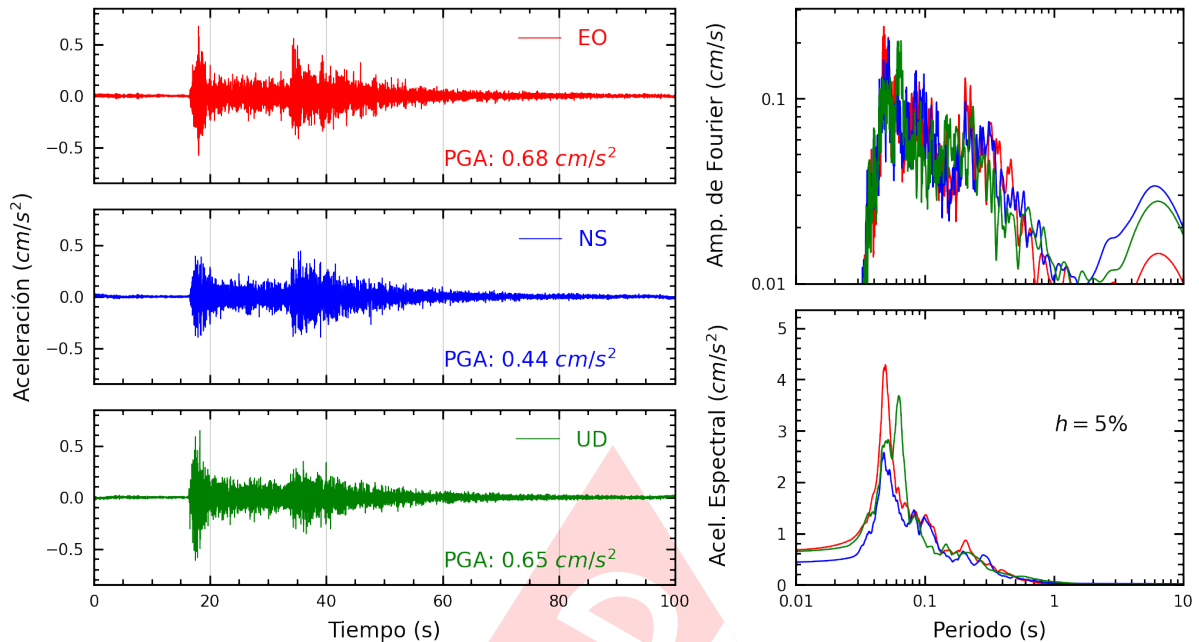 Aceleración (cm/s²)
0.5
0.0
−0.5
EO
PGA: 0.68 cm/s²
0.5
0.0
−0.5
NS
PGA: 0.44 cm/s²
0.5
0.0
−0.5
UD
PGA: 0.65 cm/s²
0 20 40 60 80 100
Tiempo (s)
Amp. de Fourier (cm/s)
0.1
0.01
Acel. Espectral (cm/s²)
5
4
3
2
1
0
h = 5%
0.01 0.1 1 10
Periodo (s)